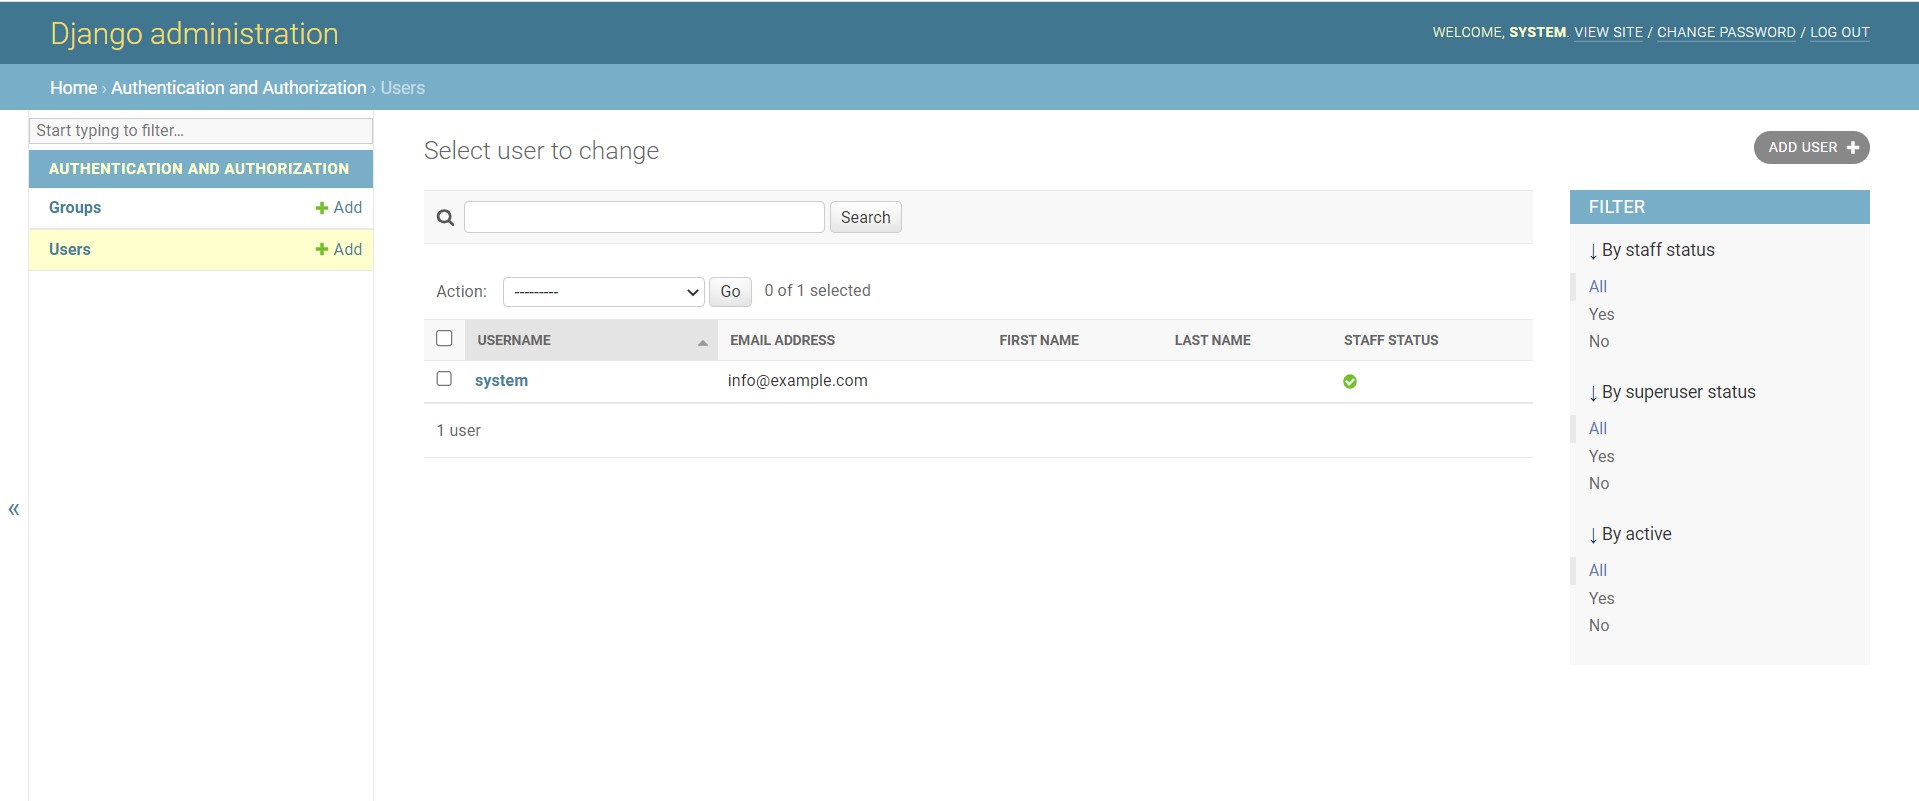 Django administration
WELCOME, SYSTEM. VIEW SITE / CHANGE PASSWORD / LOG OUT
Home › Authentication and Authorization › Users
Start typing to filter...
AUTHENTICATION AND AUTHORIZATION
Groups + Add
Users + Add
«
Select user to change
ADD USER +
Search
Action: --------- Go 0 of 1 selected
USERNAME EMAIL ADDRESS FIRST NAME LAST NAME STAFF STATUS
system info@example.com
1 user
FILTER
↓ By staff status
All
Yes
No
↓ By superuser status
All
Yes
No
↓ By active
All
Yes
No